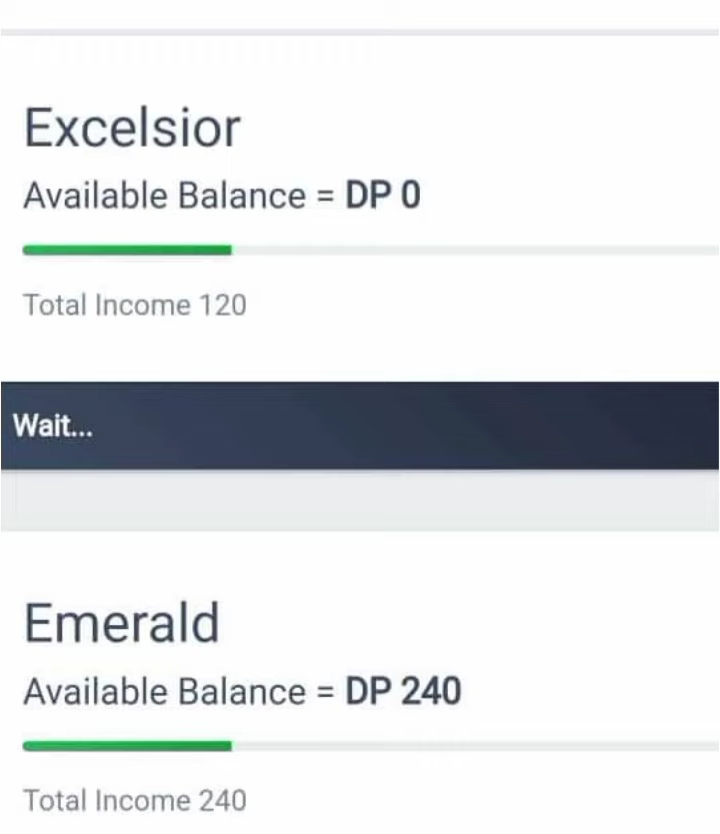 Excelsior
Available Balance = DP 0
Total Income 120
Wait...
Emerald
Available Balance = DP 240
Total Income 240